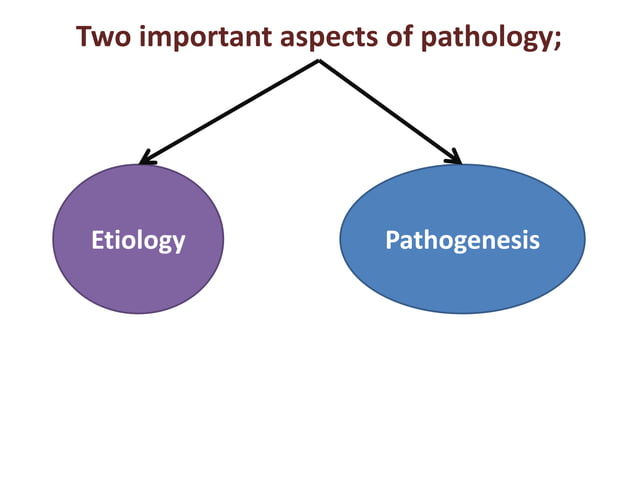 Two important aspects of pathology;
Etiology
Pathogenesis